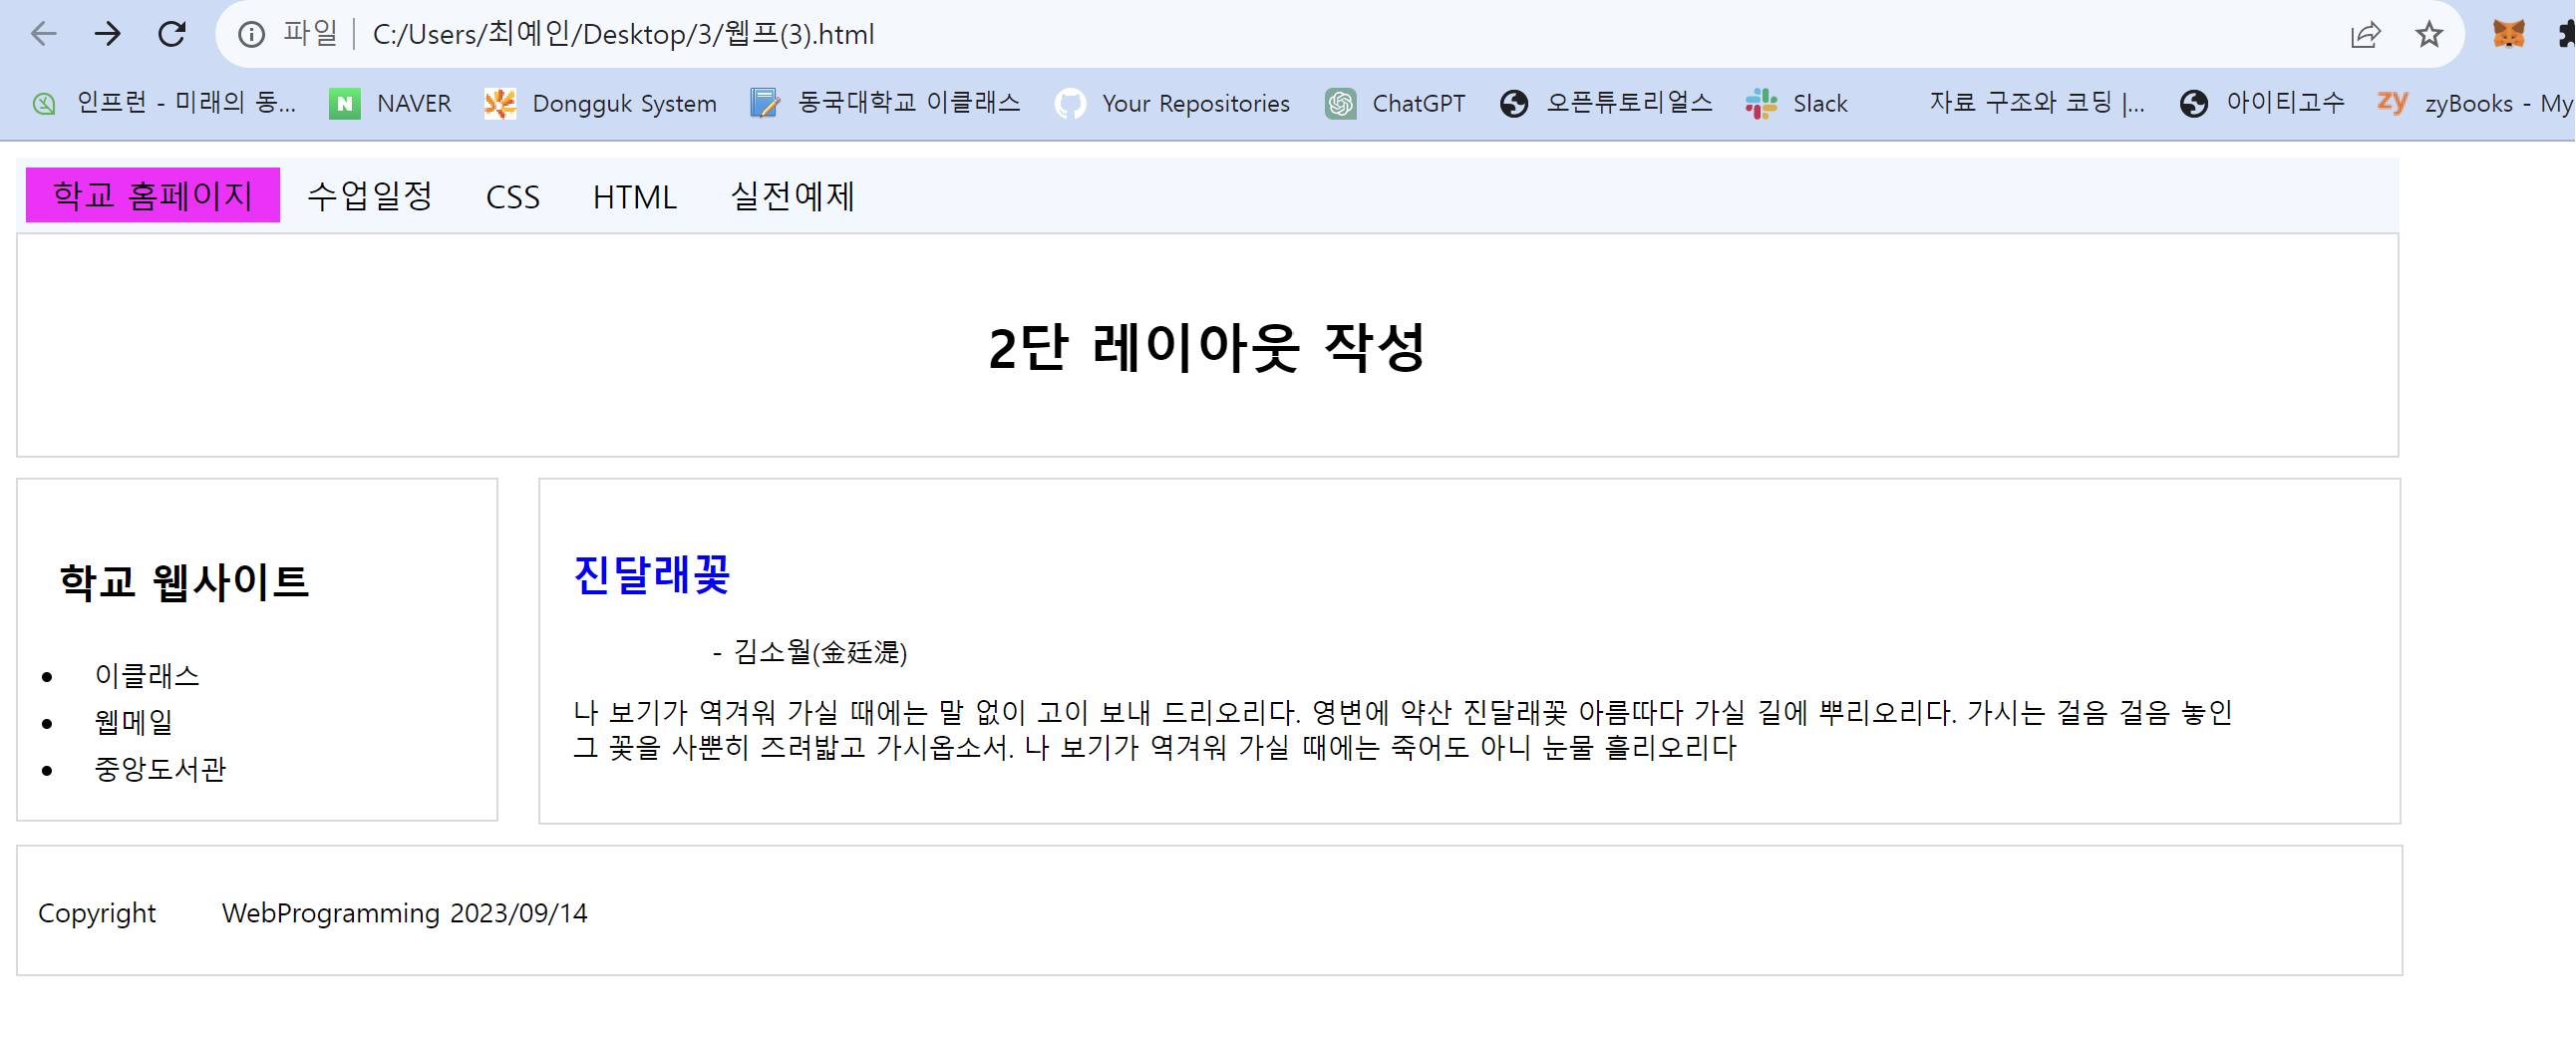 파일 C:/Users/최예인/Desktop/3/웹프(3).html
인프런 - 미래의 동... NAVER Dongguk System 동국대학교 이클래스 Your Repositories ChatGPT 오픈튜토리얼스 Slack 자료 구조와 코딩 |... 아이티고수 zy zyBooks - My
학교 홈페이지 수업일정 CSS HTML 실전예제
2단 레이아웃 작성
학교 웹사이트
이클래스
웹메일
중앙도서관
진달래꽃
- 김소월(金廷湜)
나 보기가 역겨워 가실 때에는 말 없이 고이 보내 드리오리다. 영변에 약산 진달래꽃 아름따다 가실 길에 뿌리오리다. 가시는 걸음 걸음 놓인
그 꽃을 사뿐히 즈려밟고 가시옵소서. 나 보기가 역겨워 가실 때에는 죽어도 아니 눈물 흘리오리다
Copyright WebProgramming 2023/09/14